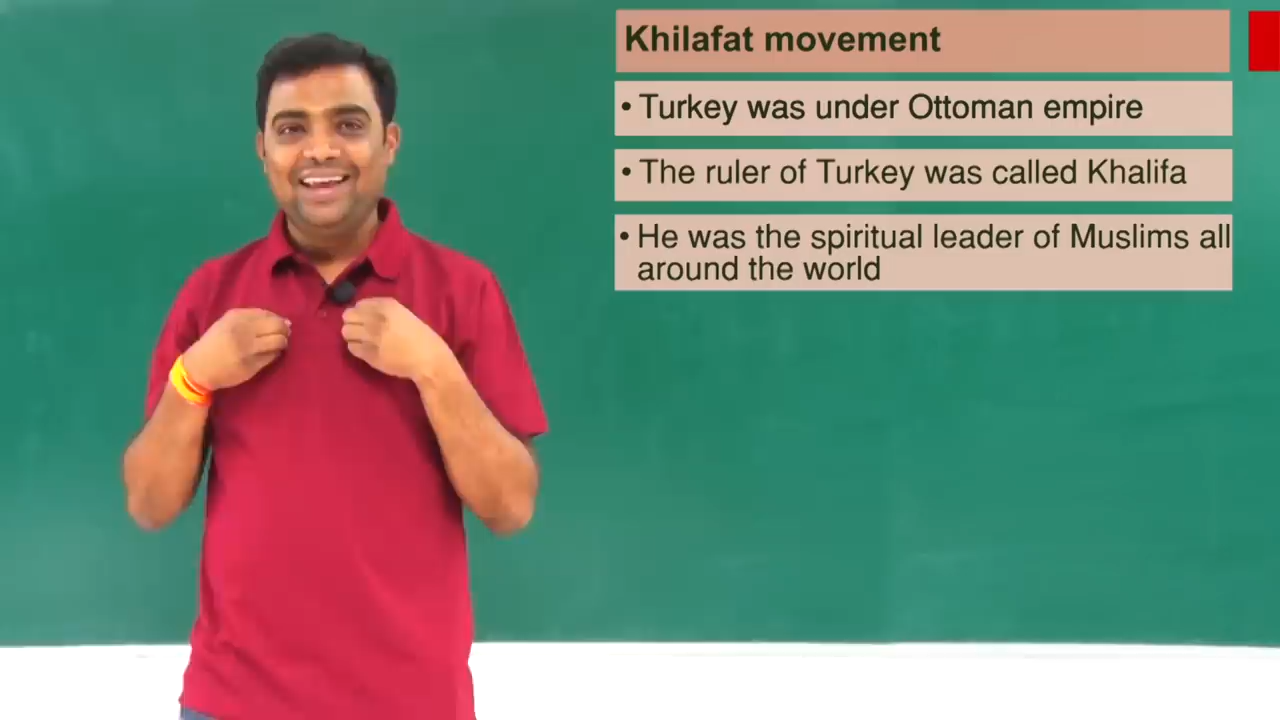 Khilafat movement
• Turkey was under Ottoman empire
• The ruler of Turkey was called Khalifa
• He was the spiritual leader of Muslims all
around the world